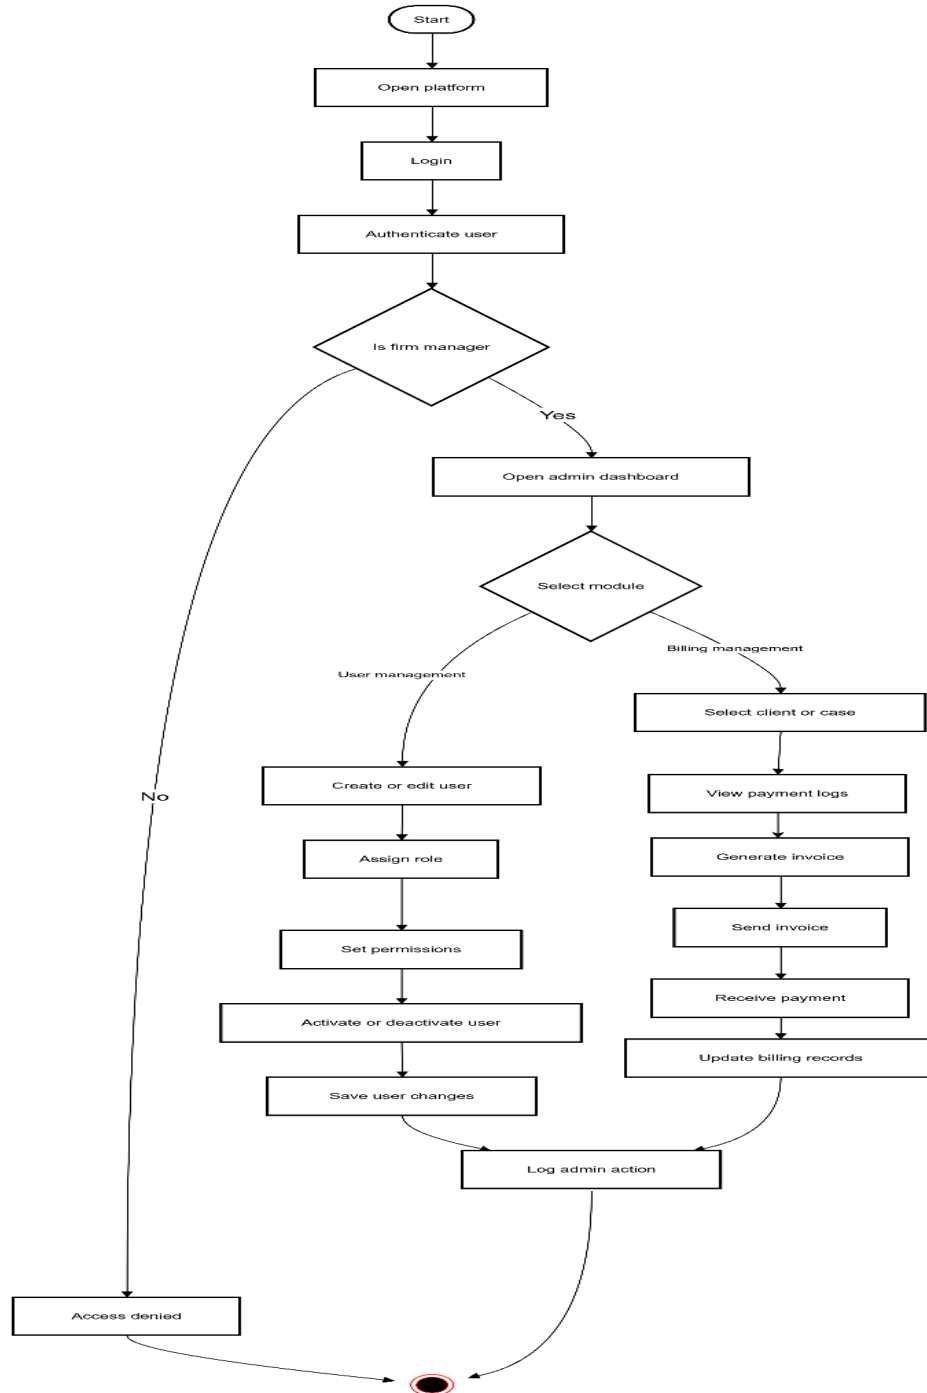 Start
Open platform
Login
Authenticate user
Is firm manager
Yes
Open admin dashboard
Select module
Billing management
User management
Select client or case
Create or edit user
View payment logs
No
Generate invoice
Assign role
Send invoice
Set permissions
Receive payment
Activate or deactivate user
Update billing records
Save user changes
Log admin action
Access denied